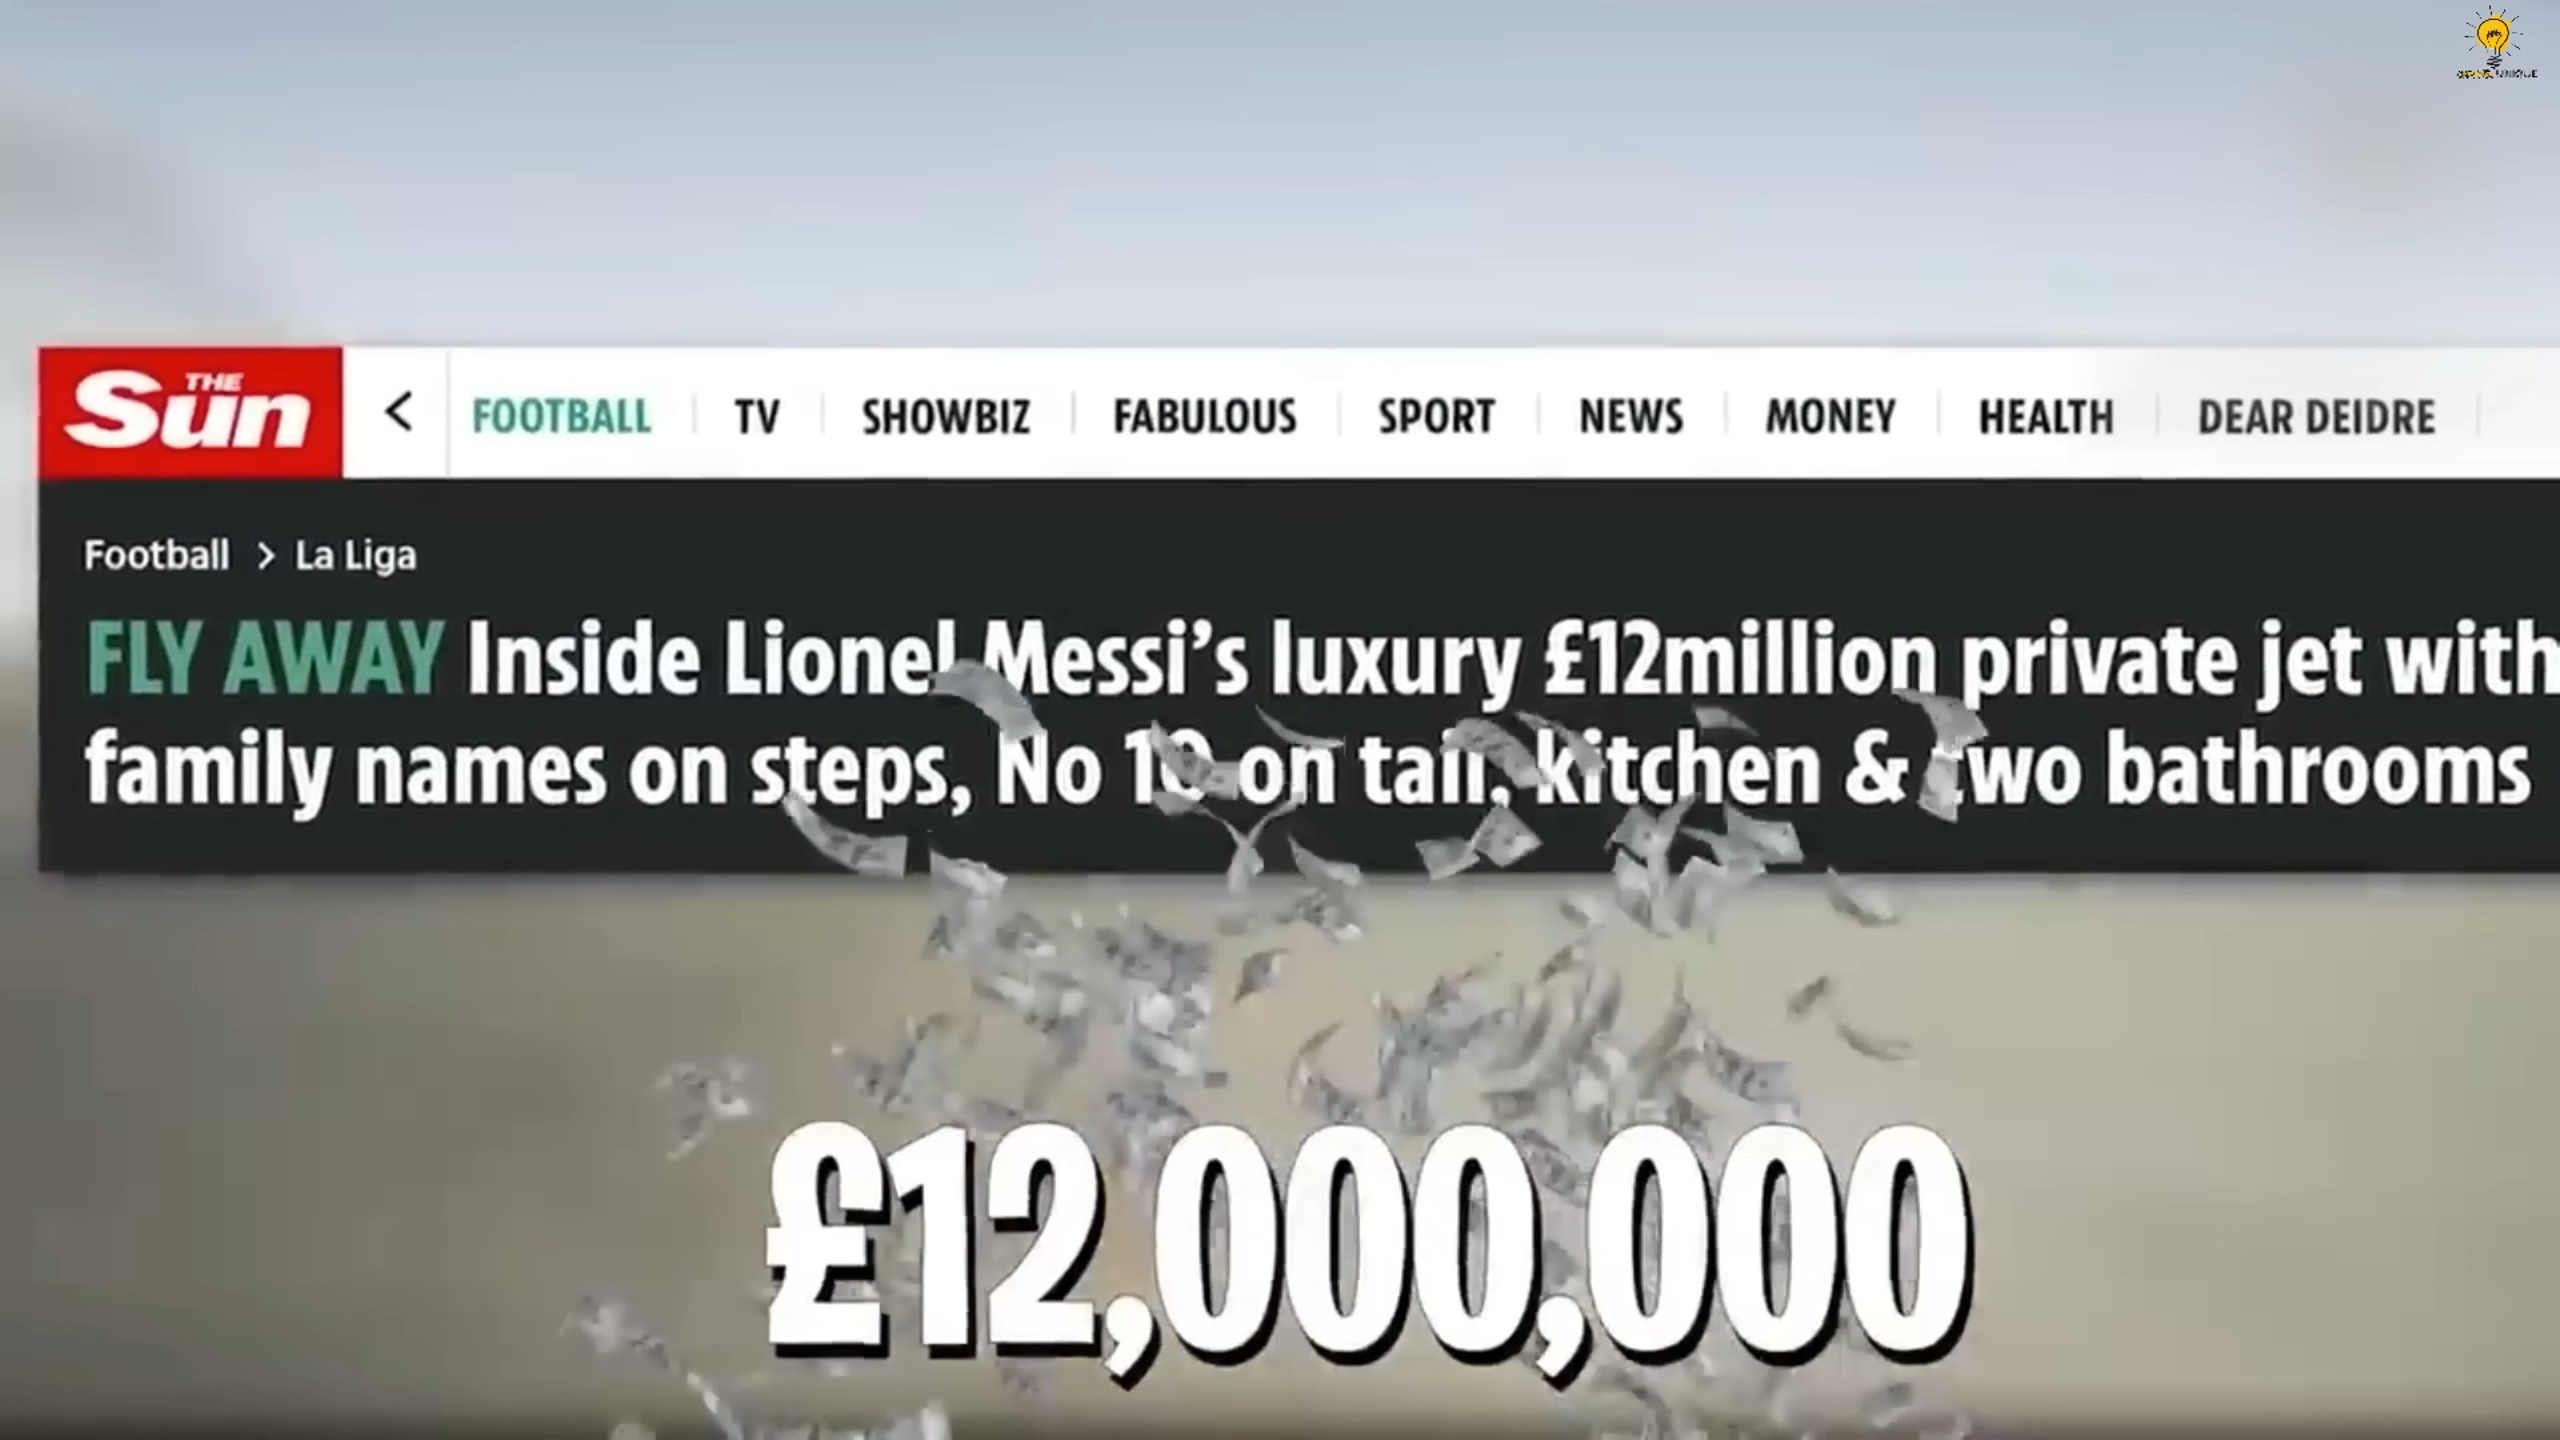 THE
Sun
< FOOTBALL TV SHOWBIZ FABULOUS SPORT NEWS MONEY HEALTH DEAR DEIDRE
Football > La Liga
FLY AWAY Inside Lionel Messi's luxury £12million private jet with
family names on steps, No 10 on tail, kitchen & two bathrooms
£12,000,000